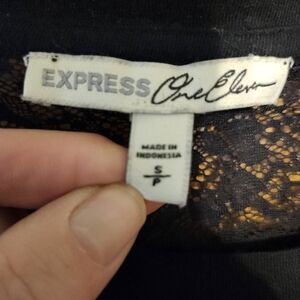 EXPRESS One Eleven
MADE IN
INDONESIA
S
P